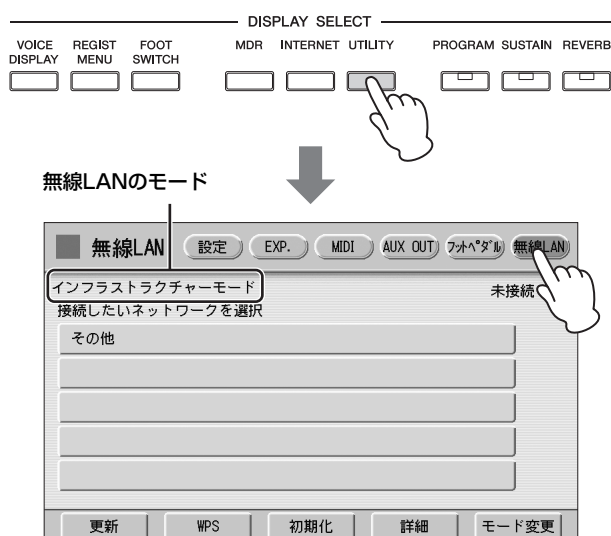 DISPLAY SELECT
VOICE DISPLAY
REGIST MENU
FOOT SWITCH
MDR
INTERNET
UTILITY
PROGRAM
SUSTAIN
REVERB
無線LANのモード
無線LAN 設定 EXP. MIDI AUX OUT フットペダル 無線LAN
インフラストラクチャーモード 未接続
接続したいネットワークを選択
その他
更新 WPS 初期化 詳細 モード変更